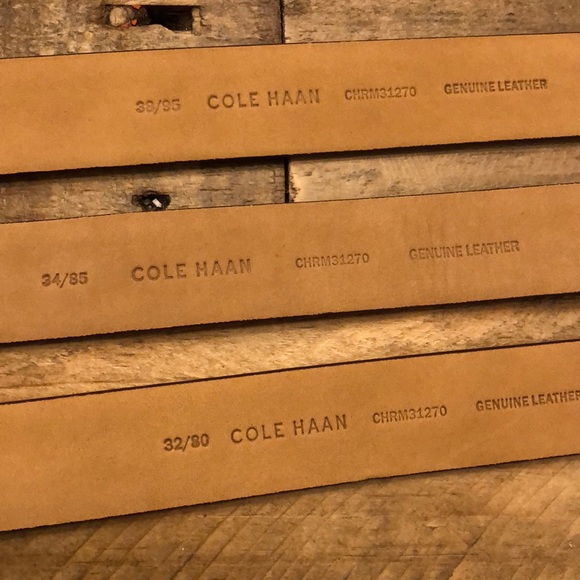 38/95 COLE HAAN CHRM31270 GENUINE LEATHER
34/85 COLE HAAN CHRM31270 GENUINE LEATHER
32/80 COLE HAAN CHRM31270 GENUINE LEATHER